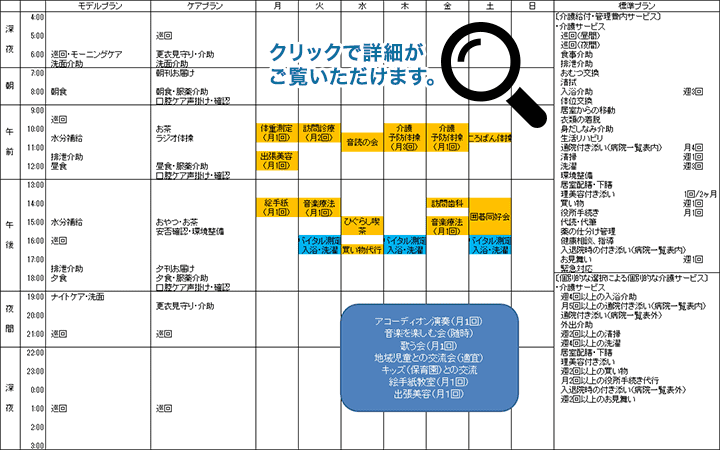 モデルプラン ケアプラン 月 火 水 木 金 土 日 標準プラン
深夜
4:00
5:00 巡回
6:00 巡回・モーニングケア 更衣見守り・介助
洗面介助 洗面介助
朝
7:00 朝刊お届け
8:00 朝食 朝食・服薬介助
口腔ケア声掛け・確認
午前
9:00
巡回
10:00 お茶
水分補給 ラジオ体操
11:00
排泄介助
12:00 昼食 昼食・服薬介助
口腔ケア声掛け・確認
体重測定(月1回)
訪問診療(月2回)
音読の会
介護予防体操(月3回)
介護予防体操(月1回)
ころばん体操
出張美容(月1回)
午後
13:00
14:00
15:00 水分補給 おやつ・お茶
安否確認・環境整備
16:00 巡回
17:00
排泄介助 夕刊お届け
18:00 夕食 夕食・服薬介助
口腔ケア声掛け・確認
絵手紙(月1回)
音楽療法(月1回)
ひぐらし喫茶
訪問歯科
音楽療法(月1回)
囲碁同好会
バイタル測定 入浴・洗濯
買い物代行
バイタル測定 入浴・洗濯
バイタル測定 入浴・洗濯
夜間
19:00 ナイトケア・洗面
更衣見守り・介助
20:00
21:00 巡回 巡回
深夜
22:00
23:00
0:00
1:00 巡回 巡回
2:00
3:00
クリックで詳細が
ご覧いただけます。
アコーディオン演奏(月1回)
音楽を楽しむ会(随時)
歌う会(月1回)
地域児童との交流会(適宜)
キッズ(保育園)との交流
絵手紙教室(月1回)
出張美容(月1回)
[介護給付・管理費内サービス]
・介護サービス
巡回(昼間)
巡回(夜間)
食事介助
排泄介助
おむつ交換
清拭
入浴介助 週3回
体位交換
居室からの移動
衣類の着脱
身だしなみ介助
生活リハビリ
通院付き添い(病院一覧表内) 月4回
清掃 週1回
洗濯 週3回
環境整備
居室配膳・下膳
理美容付き添い 1回/2ヶ月
買い物 週1回
役所手続き 月1回
代読・代筆
薬の仕分け管理
健康相談、指導
入退院時の付き添い(病院一覧表内)
お見舞い 週1回
緊急対応
[個別的な選択による個別的な介護サービス]
・介護サービス
週4回以上の入浴介助
月5回以上の通院付き添い(病院一覧表内)
通院付き添い(病院一覧表外)
外出介助
週2回以上の清掃
週4回以上の洗濯
居室配膳・下膳
理美容付き添い
週2回以上の買い物
月2回以上の役所手続き代行
入退院時の付き添い(病院一覧表外)
週2回以上のお見舞い